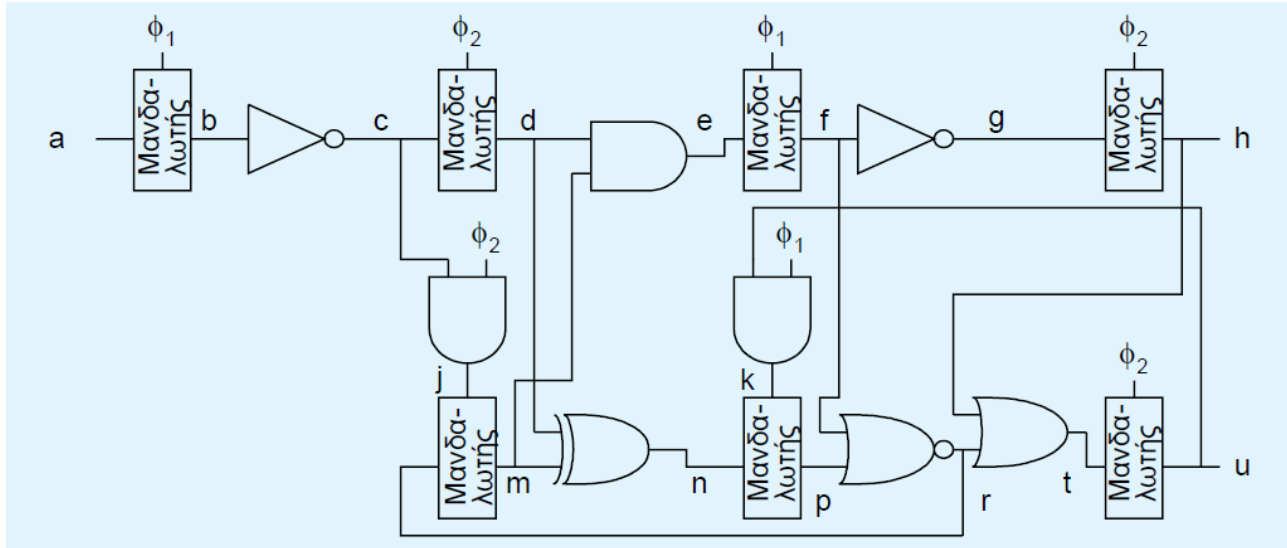 ϕ1
ϕ2
ϕ1
ϕ2
a
Μανδα-
λωτής
b
c
Μανδα-
λωτής
d
e
Μανδα-
λωτής
f
g
Μανδα-
λωτής
h
ϕ2
ϕ1
ϕ2
j
k
Μανδα-
λωτής
m
n
Μανδα-
λωτής
p
r
t
Μανδα-
λωτής
u